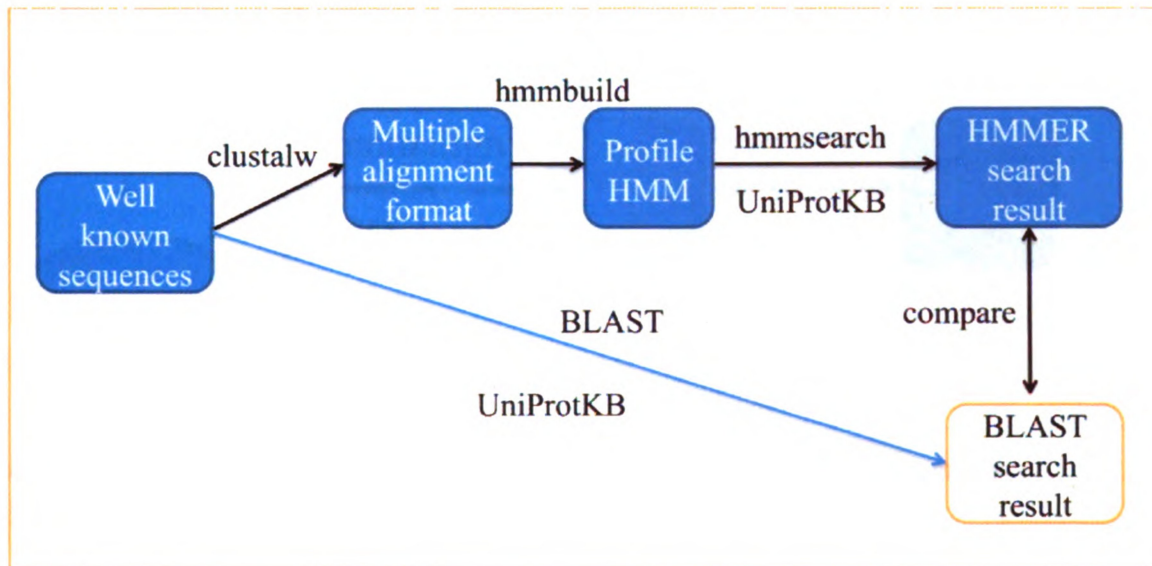 hmmbuild
clustalw
Multiple
alignment
format
Profile
HMM
hmmsearch
UniProtKB
HMMER
search
result
Well
known
sequences
BLAST
UniProtKB
compare
BLAST
search
result